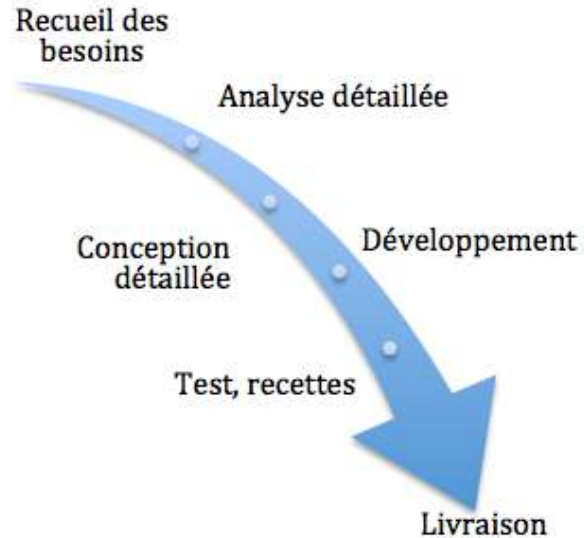 Recueil des
besoins
Analyse détaillée
Conception
détaillée
Développement
Test, recettes
Livraison